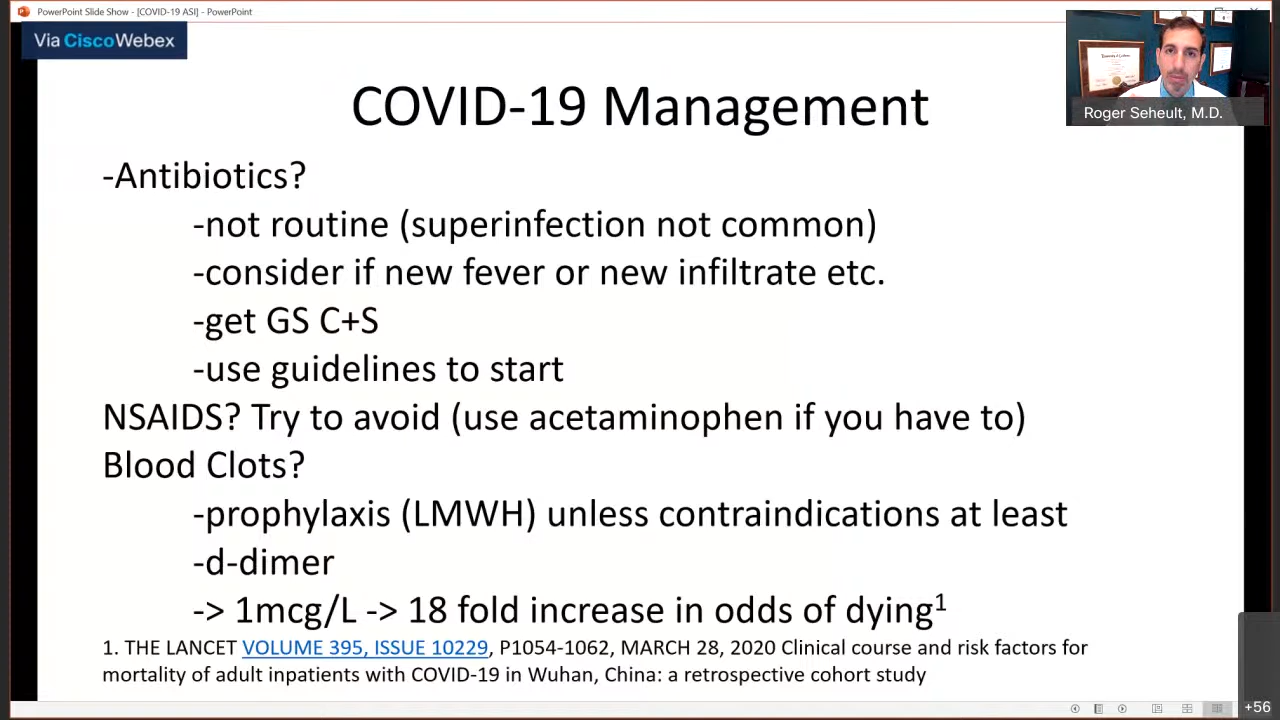 PowerPoint Slide Show - [COVID-19 ASI] - PowerPoint
Via CiscoWebex
Roger Seheult, M.D.
COVID-19 Management
-Antibiotics?
-not routine (superinfection not common)
-consider if new fever or new infiltrate etc.
-get GS C+S
-use guidelines to start
NSAIDS? Try to avoid (use acetaminophen if you have to)
Blood Clots?
-prophylaxis (LMWH) unless contraindications at least
-d-dimer
-> 1mcg/L -> 18 fold increase in odds of dying1
1. THE LANCET VOLUME 395, ISSUE 10229, P1054-1062, MARCH 28, 2020 Clinical course and risk factors for
mortality of adult inpatients with COVID-19 in Wuhan, China: a retrospective cohort study
+56